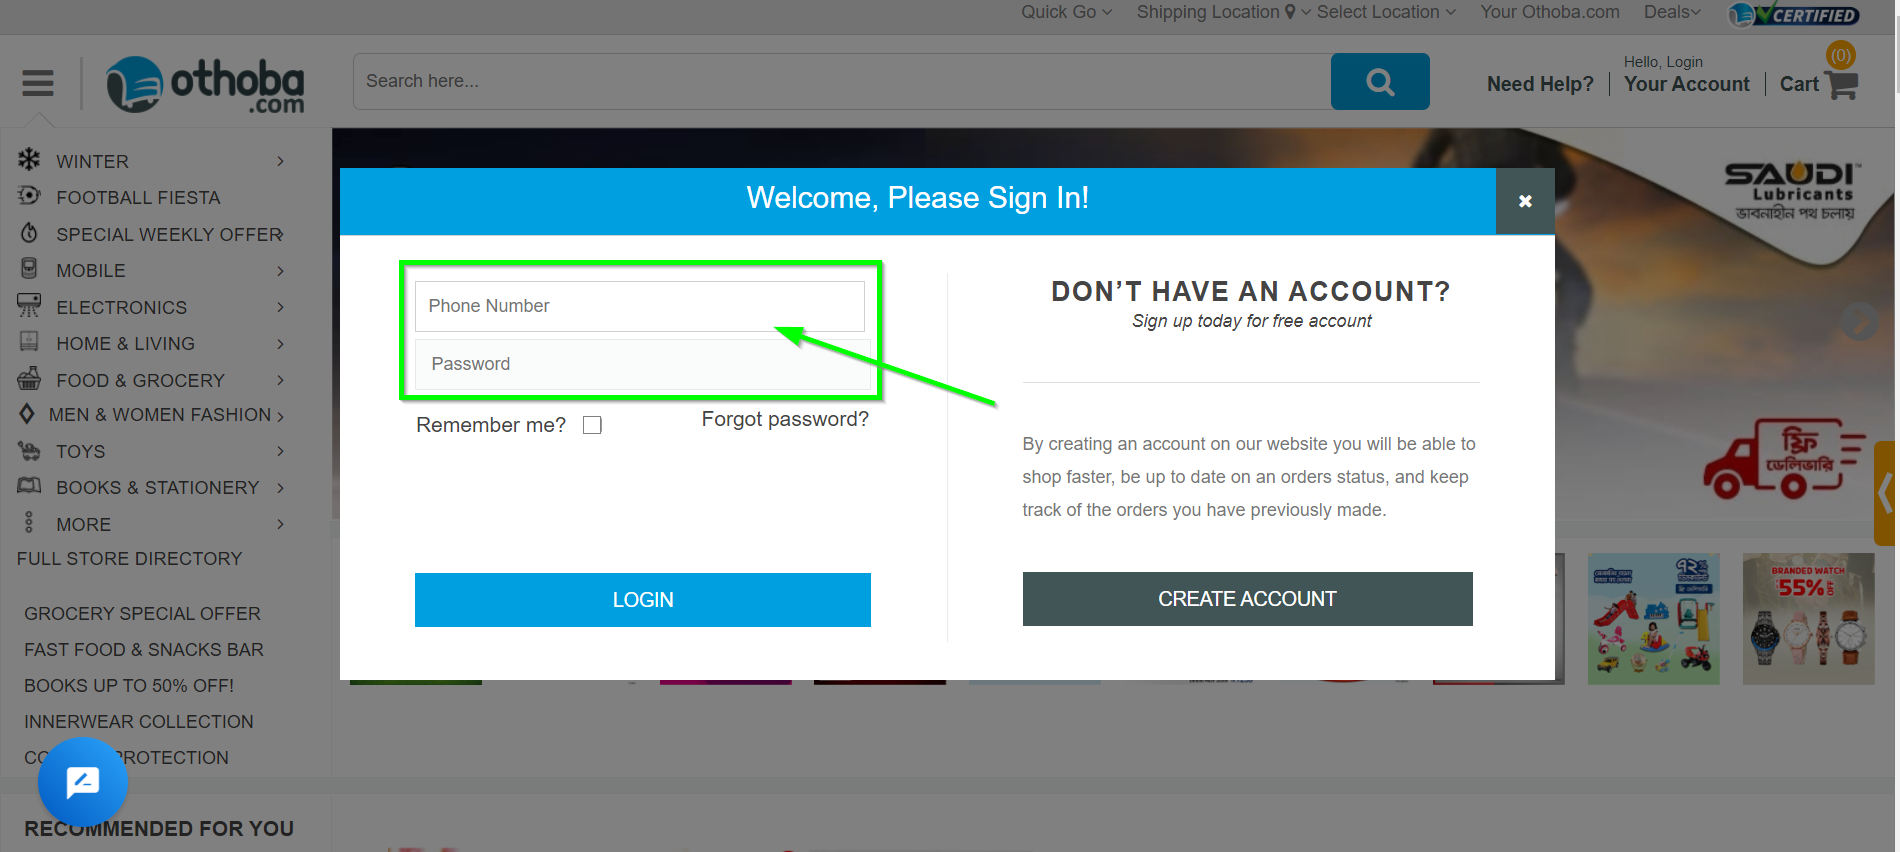 Quick Go
Shipping Location
Select Location
Your Othoba.com
Deals
CERTIFIED
othoba
.com
Search here...
Need Help?
Hello, Login
Your Account
Cart
(0)
WINTER
FOOTBALL FIESTA
SPECIAL WEEKLY OFFER
MOBILE
ELECTRONICS
HOME & LIVING
FOOD & GROCERY
MEN & WOMEN FASHION
TOYS
BOOKS & STATIONERY
MORE
FULL STORE DIRECTORY
GROCERY SPECIAL OFFER
FAST FOOD & SNACKS BAR
BOOKS UP TO 50% OFF!
INNERWEAR COLLECTION
RECOMMENDED FOR YOU
SAUDI
Lubricants
ভাবনাহীন পথ চলায়
Welcome, Please Sign In!
Phone Number
Password
Remember me?
Forgot password?
LOGIN
DON’T HAVE AN ACCOUNT?
Sign up today for free account
By creating an account on our website you will be able to
shop faster, be up to date on an orders status, and keep
track of the orders you have previously made.
CREATE ACCOUNT
ফ্রি
ডেলিভারি
৭২%
BRANDED WATCH
55% OFF